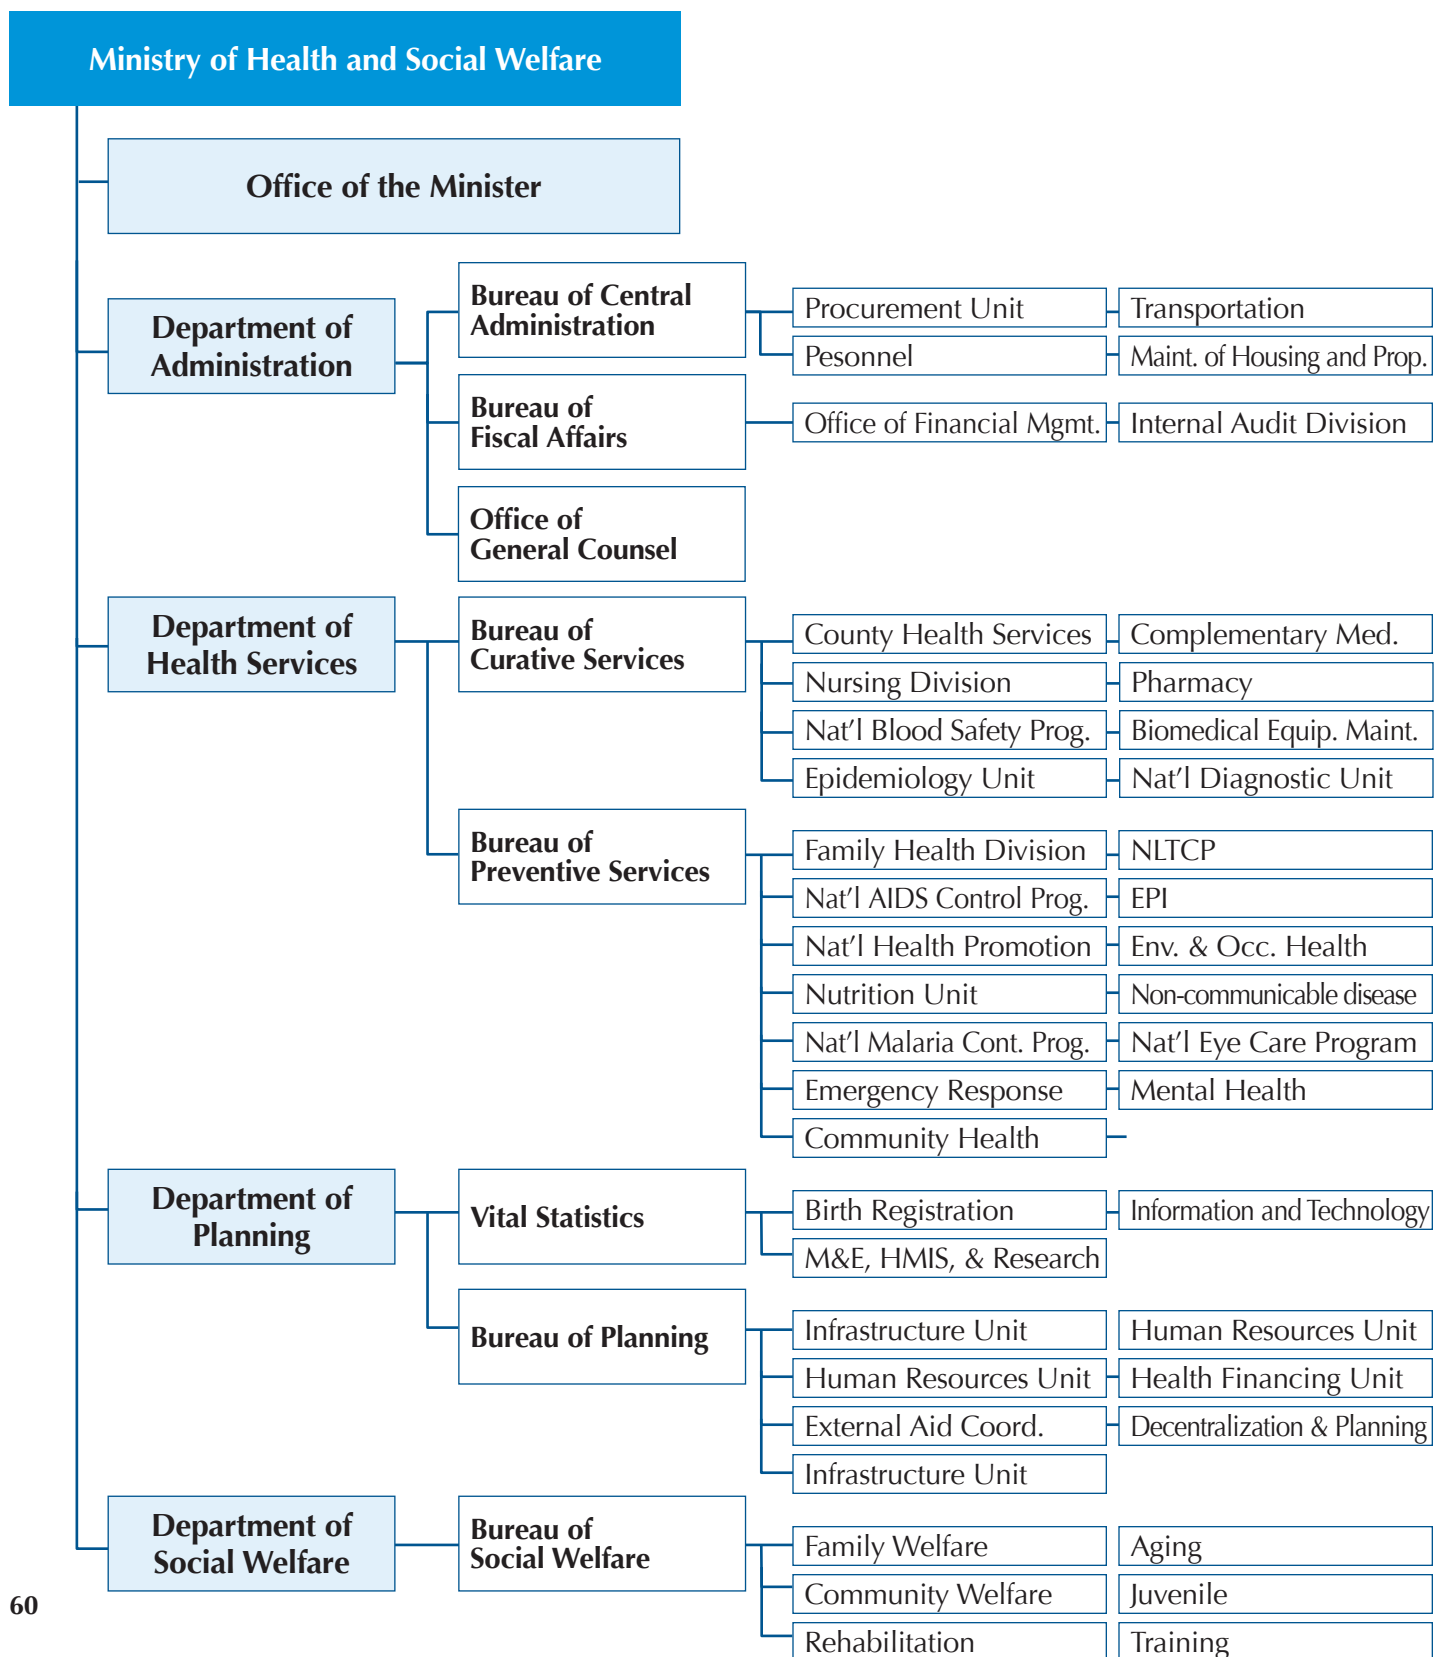 Ministry of Health and Social Welfare
Office of the Minister
Department of
Administration
Bureau of Central
Administration
Procurement Unit
Transportation
Pesonnel
Maint. of Housing and Prop.
Bureau of
Fiscal Affairs
Office of Financial Mgmt.
Internal Audit Division
Office of
General Counsel
Department of
Health Services
Bureau of
Curative Services
County Health Services
Complementary Med.
Nursing Division
Pharmacy
Nat’l Blood Safety Prog.
Biomedical Equip. Maint.
Epidemiology Unit
Nat’l Diagnostic Unit
Bureau of
Preventive Services
Family Health Division
NLTCP
Nat’l AIDS Control Prog.
EPI
Nat’l Health Promotion
Env. & Occ. Health
Nutrition Unit
Non-communicable disease
Nat’l Malaria Cont. Prog.
Nat’l Eye Care Program
Emergency Response
Mental Health
Community Health
Department of
Planning
Vital Statistics
Birth Registration
Information and Technology
M&E, HMIS, & Research
Bureau of Planning
Infrastructure Unit
Human Resources Unit
Human Resources Unit
Health Financing Unit
External Aid Coord.
Decentralization & Planning
Infrastructure Unit
Department of
Social Welfare
Bureau of
Social Welfare
Family Welfare
Aging
Community Welfare
Juvenile
Rehabilitation
Training
60